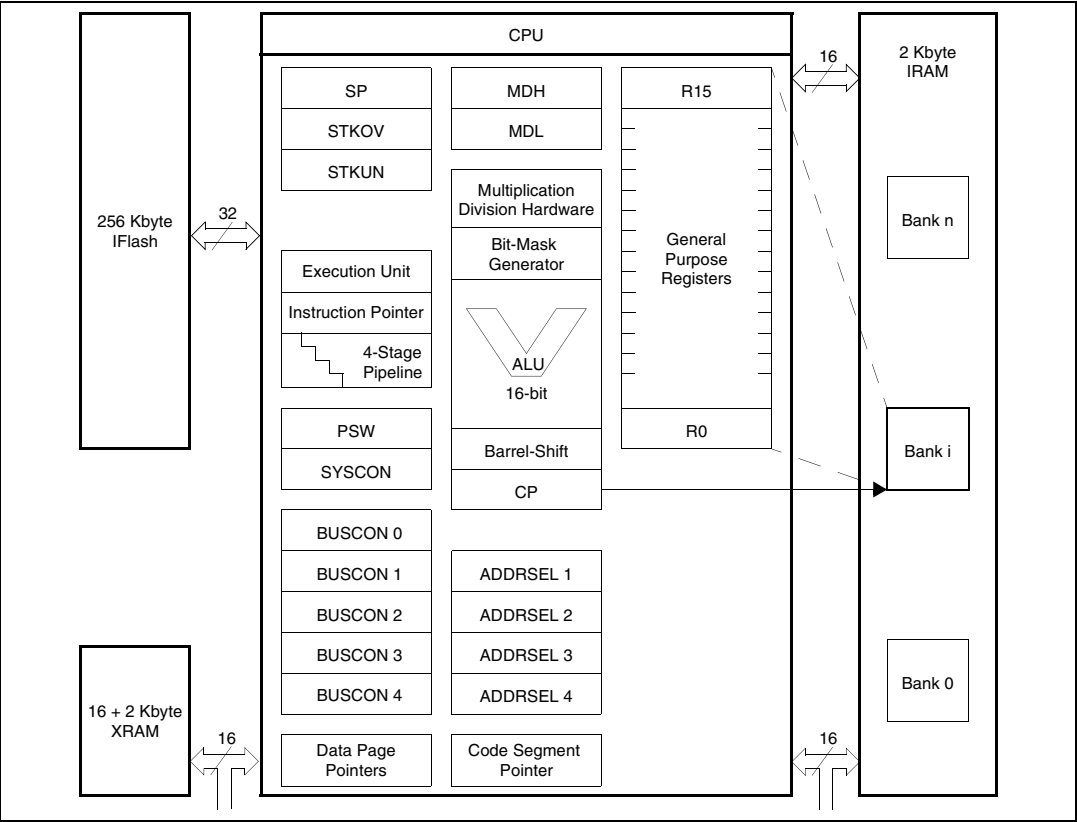 CPU
256 Kbyte
IFlash
32
16 + 2 Kbyte
XRAM
16
SP
STKOV
STKUN
Execution Unit
Instruction Pointer
4-Stage
Pipeline
PSW
SYSCON
BUSCON 0
BUSCON 1
BUSCON 2
BUSCON 3
BUSCON 4
Data Page
Pointers
MDH
MDL
Multiplication
Division Hardware
Bit-Mask
Generator
ALU
16-bit
Barrel-Shift
CP
ADDRSEL 1
ADDRSEL 2
ADDRSEL 3
ADDRSEL 4
Code Segment
Pointer
R15
General
Purpose
Registers
R0
16
2 Kbyte
IRAM
Bank n
Bank i
Bank 0
16